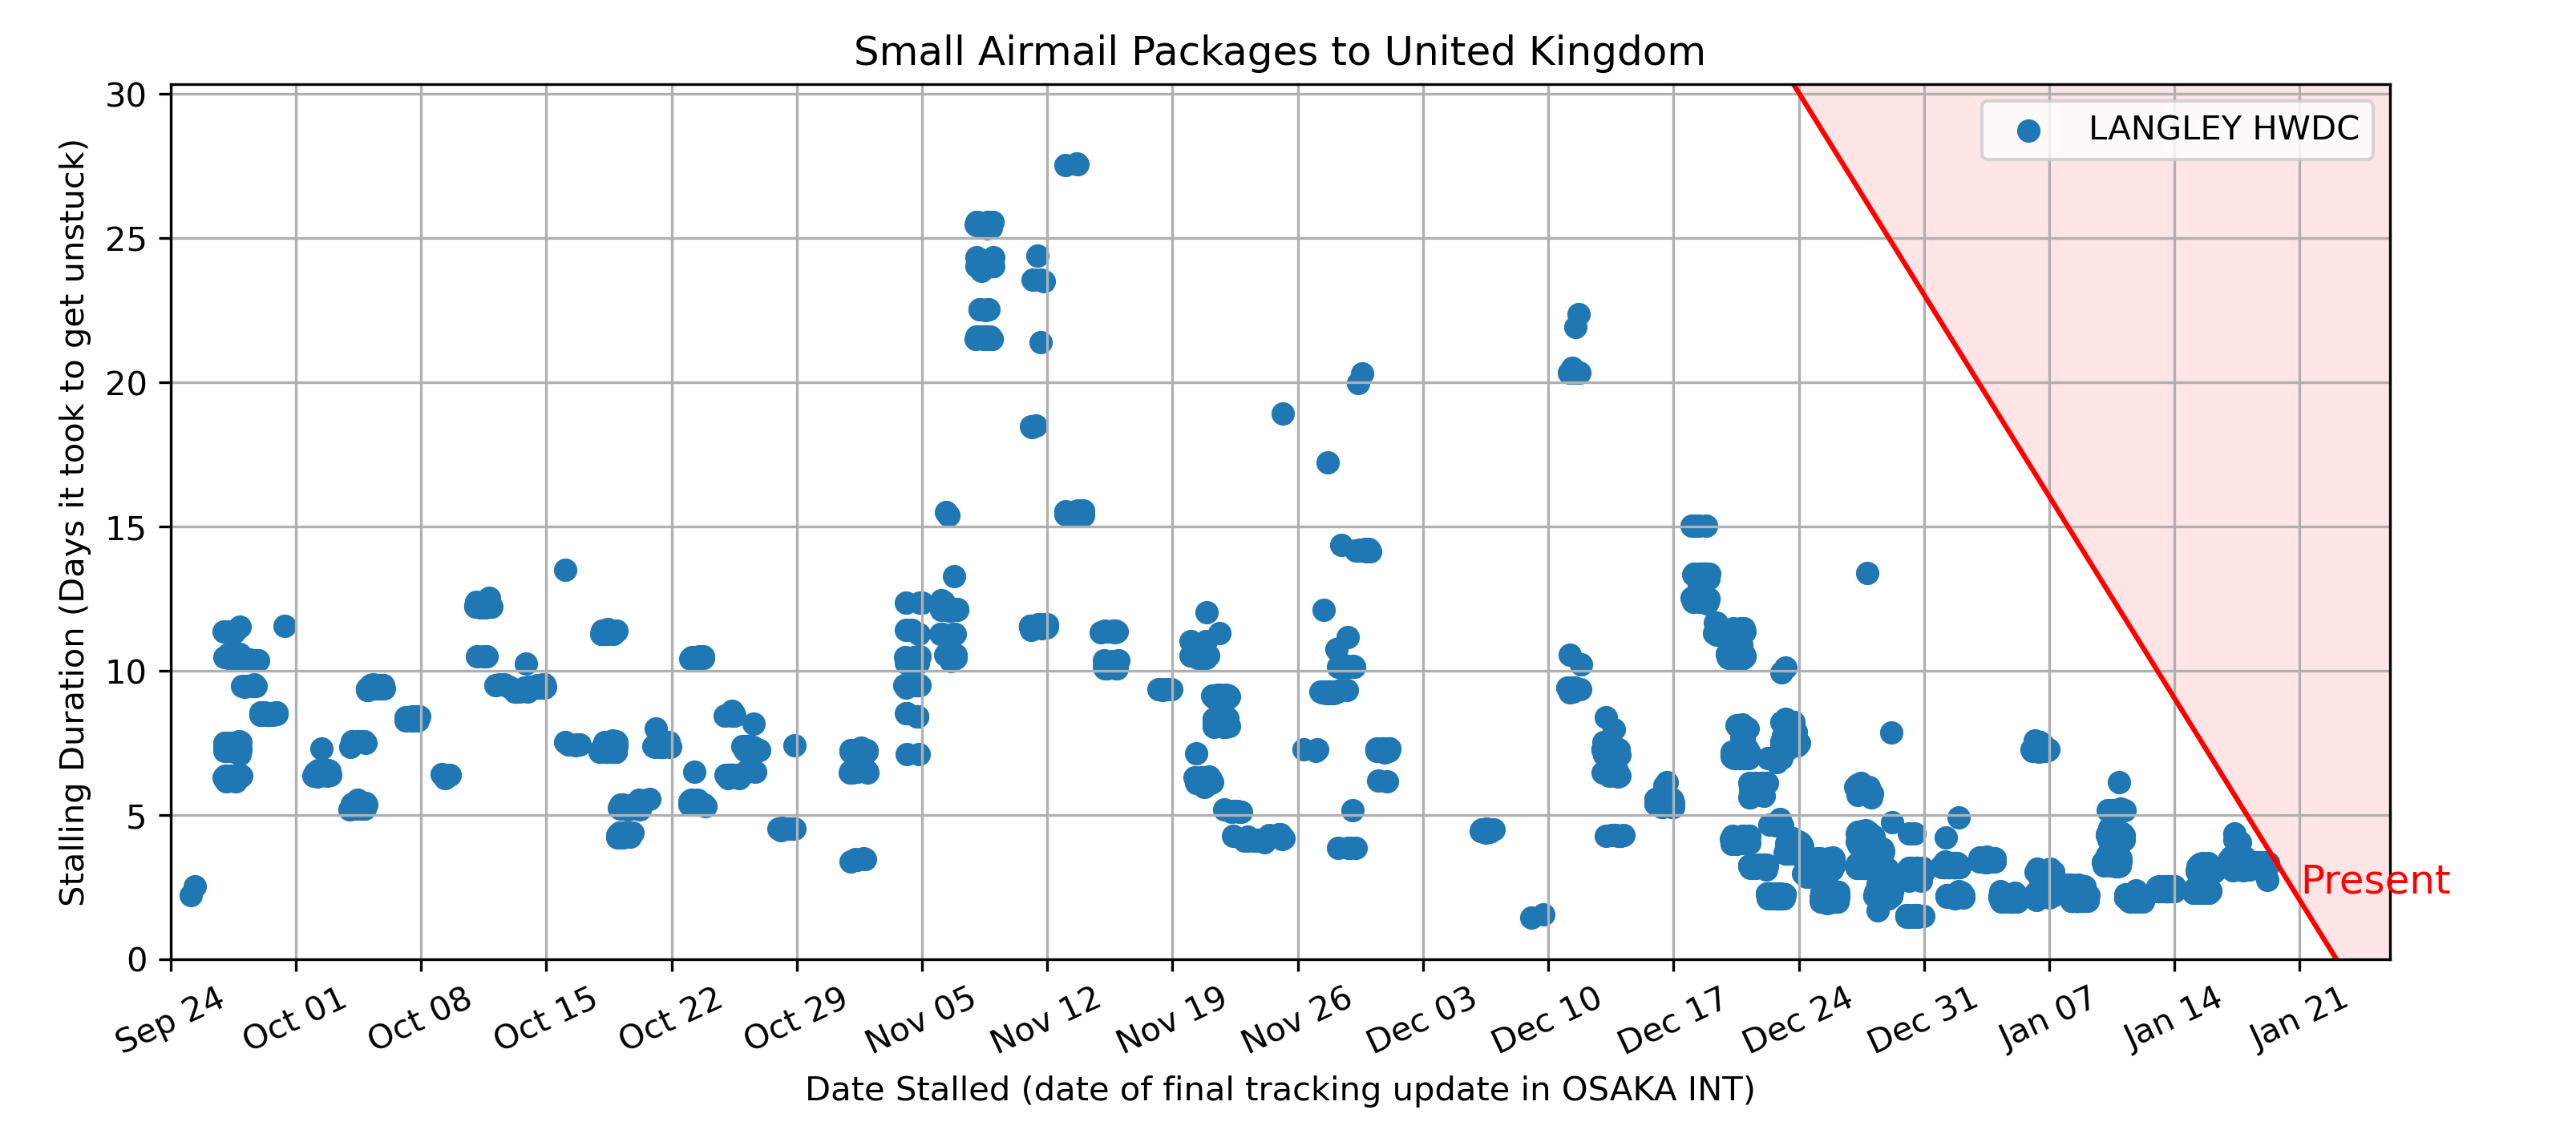 Small Airmail Packages to United Kingdom
LANGLEY HWDC
Stalling Duration (Days it took to get unstuck)
30
25
20
15
10
5
0
Present
Sep 24
Oct 01
Oct 08
Oct 15
Oct 22
Oct 29
Nov 05
Nov 12
Nov 19
Nov 26
Dec 03
Dec 10
Dec 17
Dec 24
Dec 31
Jan 07
Jan 14
Jan 21
Date Stalled (date of final tracking update in OSAKA INT)